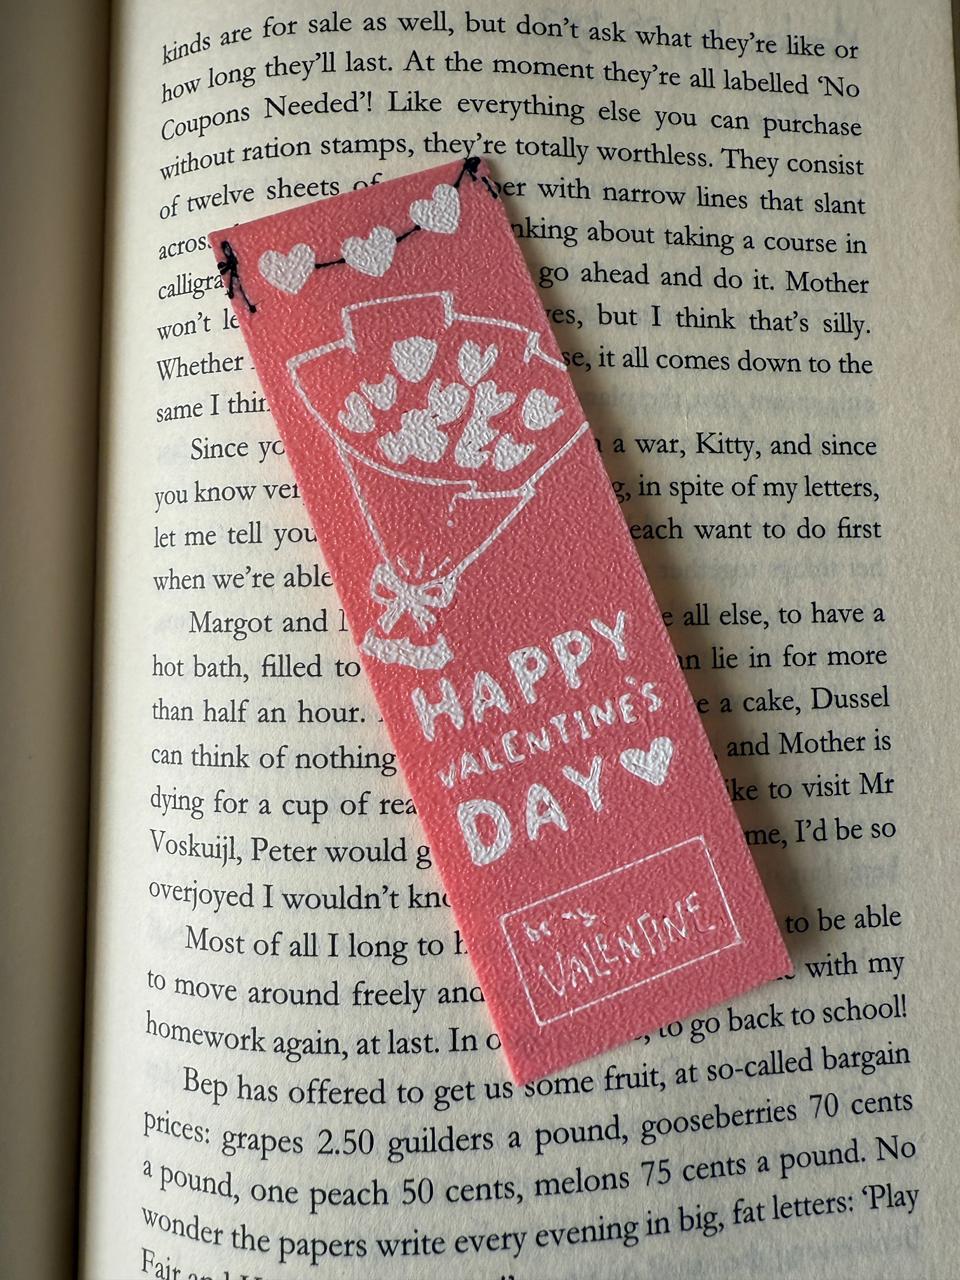 kinds are for sale as well, but don't ask what they're like or
how long they'll last. At the moment they're all labelled 'No
Coupons Needed'! Like everything else you can purchase
without ration stamps, they're totally worthless. They consist
of twelve sheets of with narrow lines that slant
about taking a course in
go ahead and do it. Mother
won't but I think that's silly.
Whether it all comes down to the
same I
Since a war, Kitty, and since
you know in spite of my letters,
let me tell you each want to do first
when we're able
Margot and all else, to have a
hot bath, filled to lie in for more
than half an hour. a cake, Dussel
can think of nothing and Mother is
dying for a cup of to visit Mr
Voskuijl, Peter would I'd be so
overjoyed I wouldn't
Most of all I long to to be able
to move around freely and with my
homework again, at last. In to go back to school!
Bep has offered to get us some fruit, at so-called bargain
prices: grapes 2.50 guilders a pound, gooseberries 70 cents
a pound, one peach 50 cents, melons 75 cents a pound. No
wonder the papers write every evening in big, fat letters: 'Play
Fair and
HAPPY
VALENTINE'S
DAY
VALENTINE